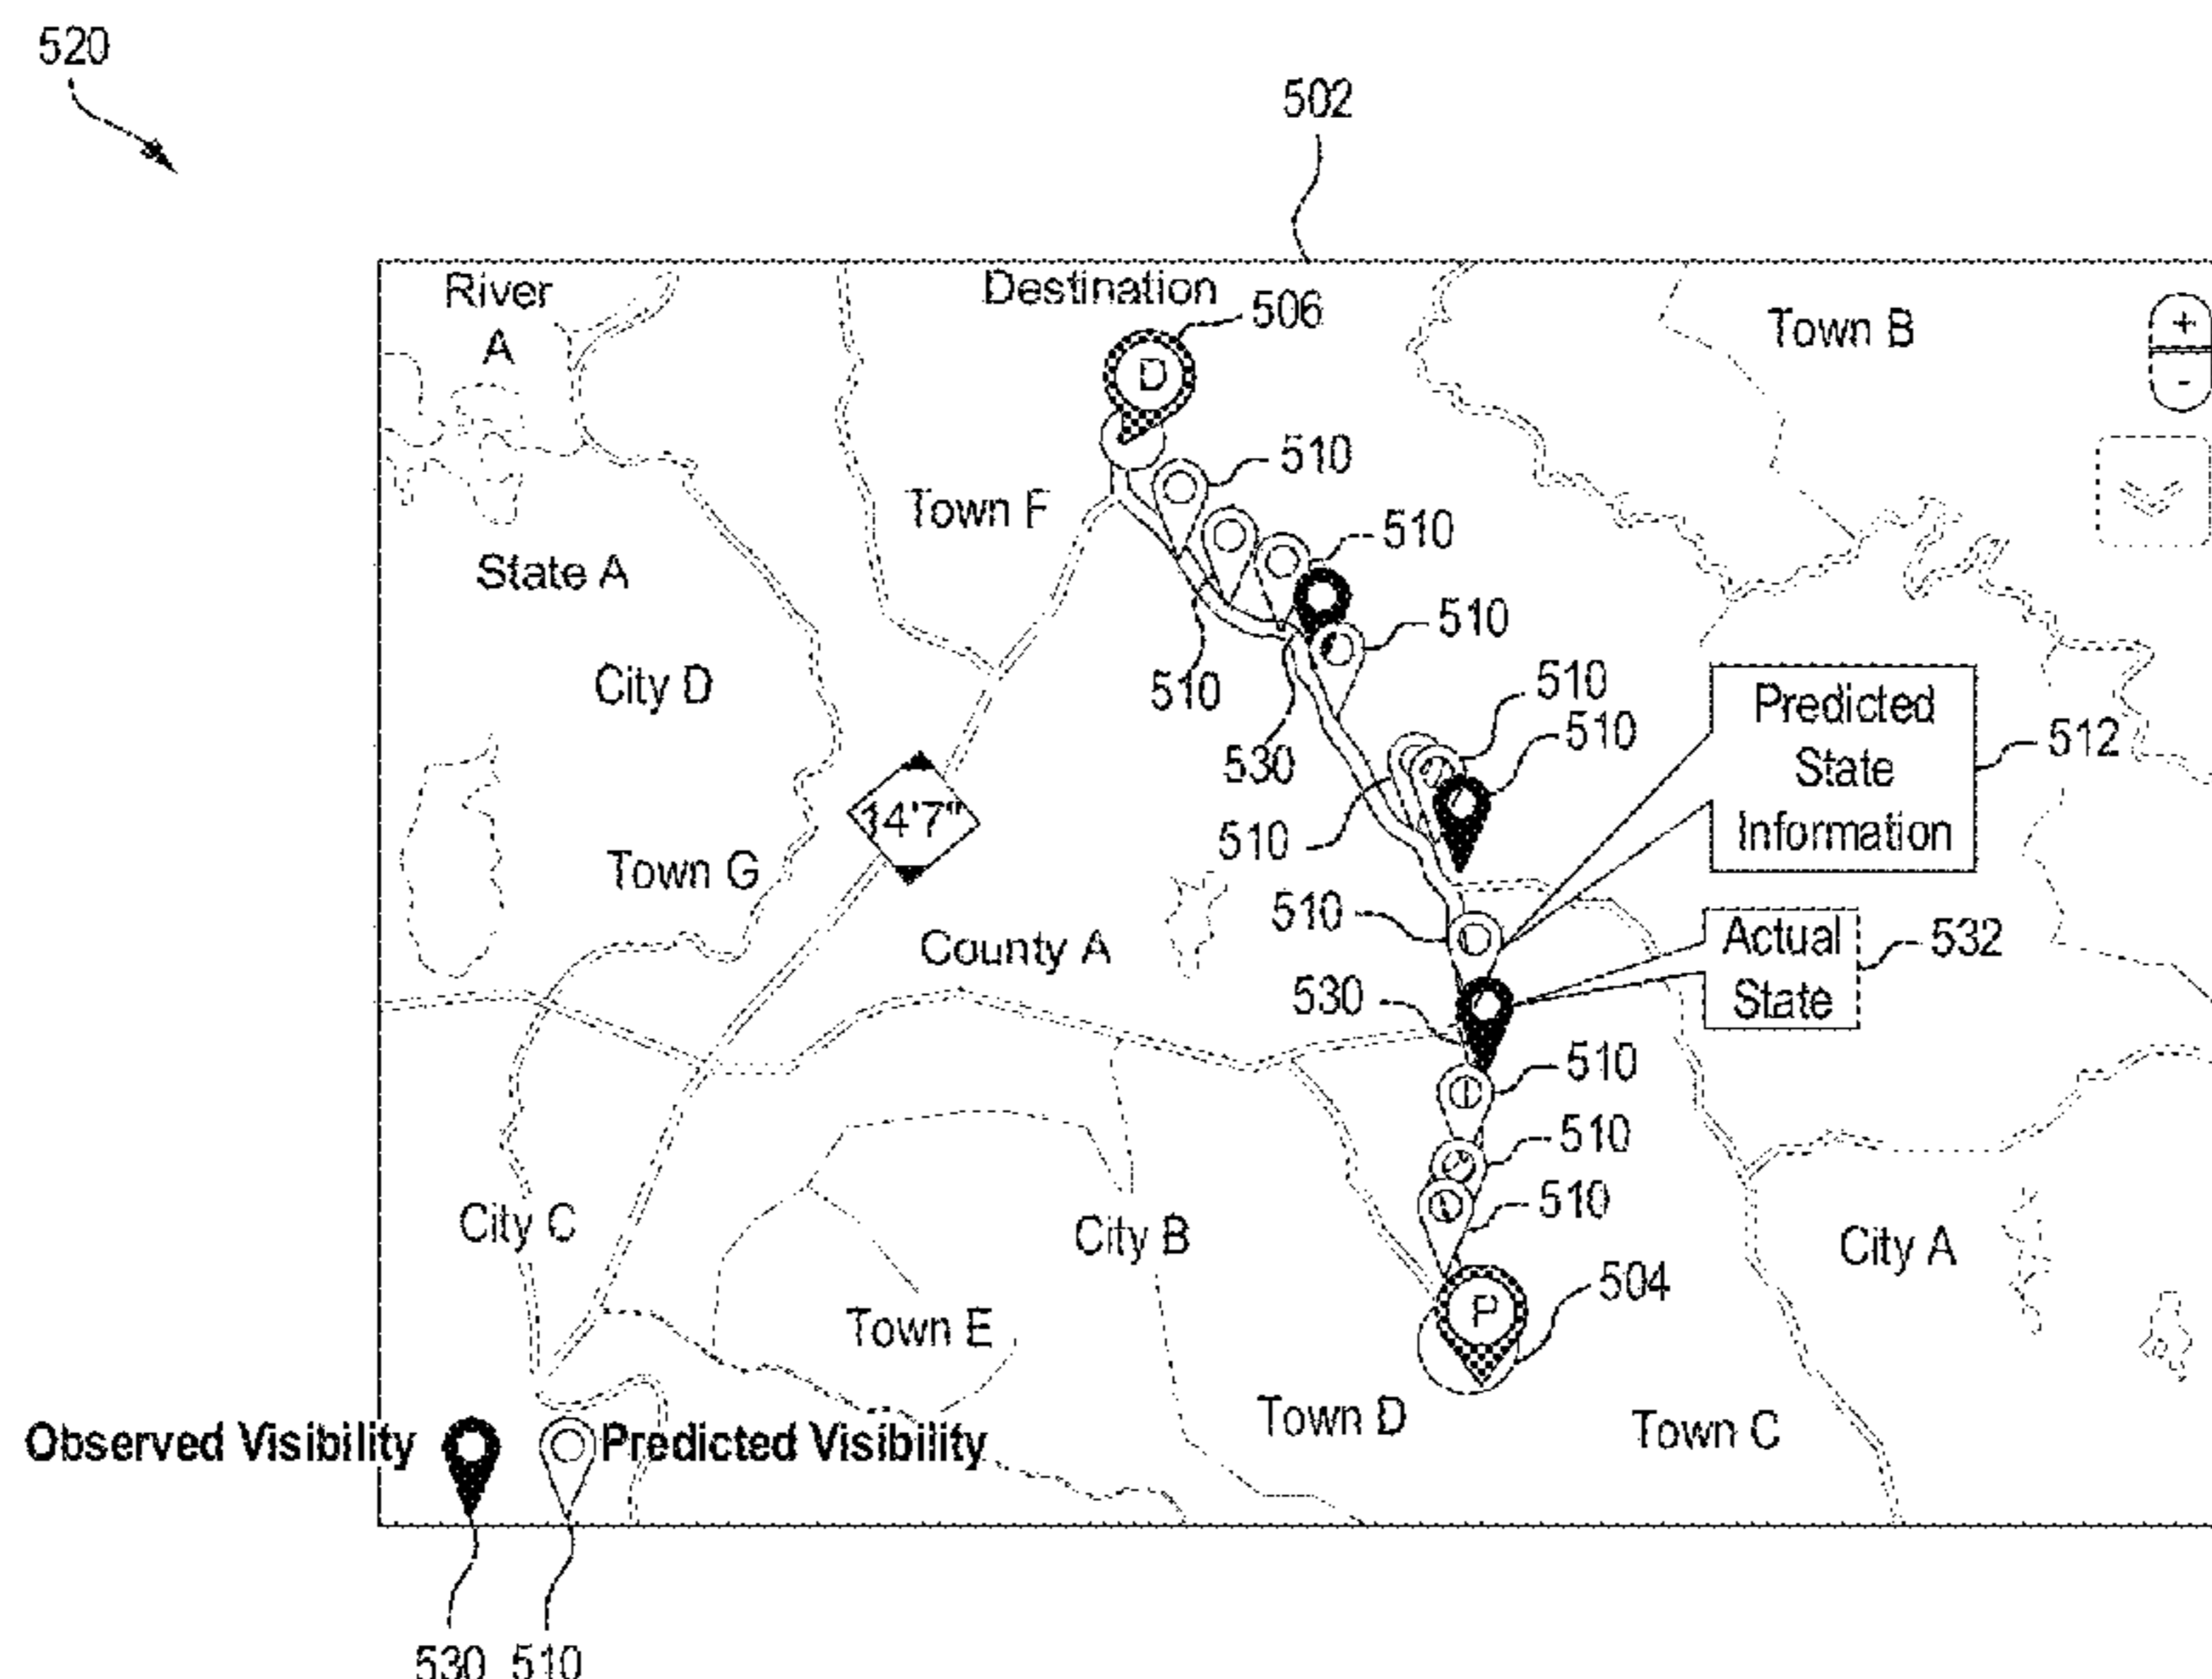 520
502
River
A
Destination
506
Town B
+
-
D
510
Town F
510
State A
510
City D
510
510
Predicted
State
Information
512
510
530
14'7"
510
Town G
510
County A
Actual
State
532
530
510
510
510
City C
City B
City A
504
P
Town E
Town D
Town C
Observed Visibility
Predicted Visibility
530
510